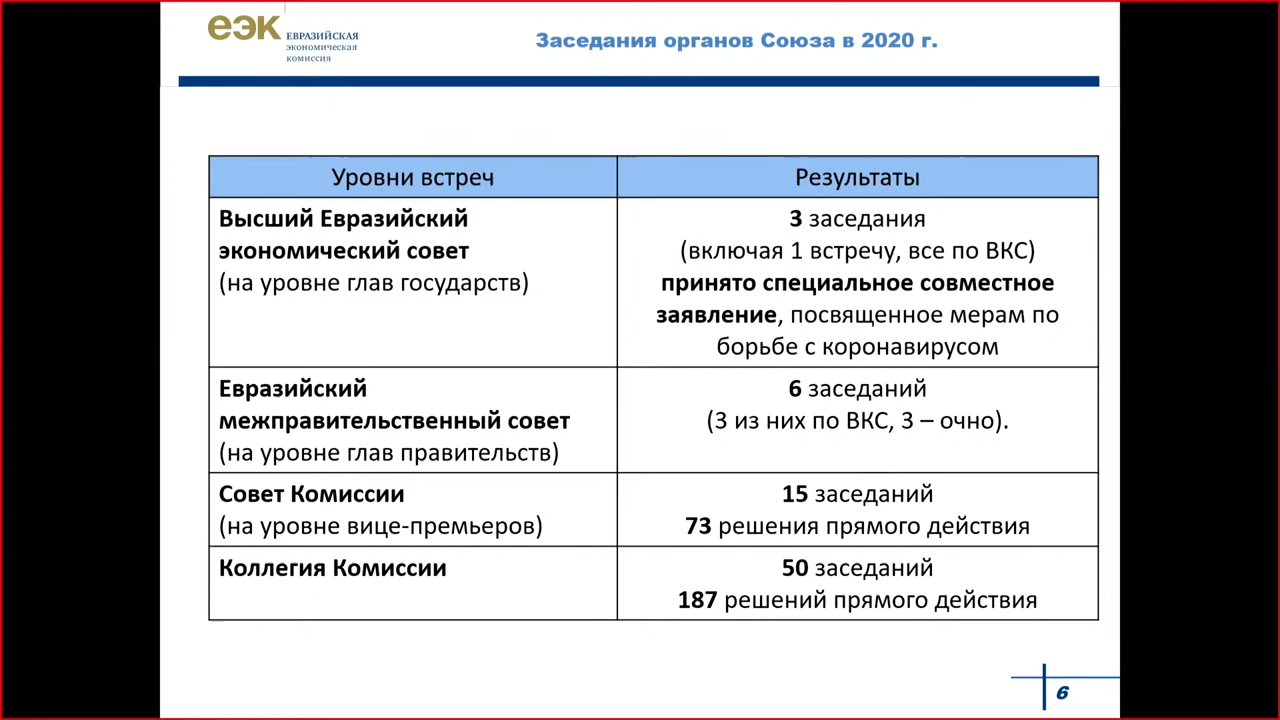 еэк
ЕВРАЗИЙСКАЯ
экономическая
комиссия
Заседания органов Союза в 2020 г.
Уровни встреч
Результаты
Высший Евразийский
экономический совет
(на уровне глав государств)
3 заседания
(включая 1 встречу, все по ВКС)
принято специальное совместное
заявление, посвященное мерам по
борьбе с коронавирусом
Евразийский
межправительственный совет
(на уровне глав правительств)
6 заседаний
(3 из них по ВКС, 3 – очно).
Совет Комиссии
(на уровне вице-премьеров)
15 заседаний
73 решения прямого действия
Коллегия Комиссии
50 заседаний
187 решений прямого действия
6